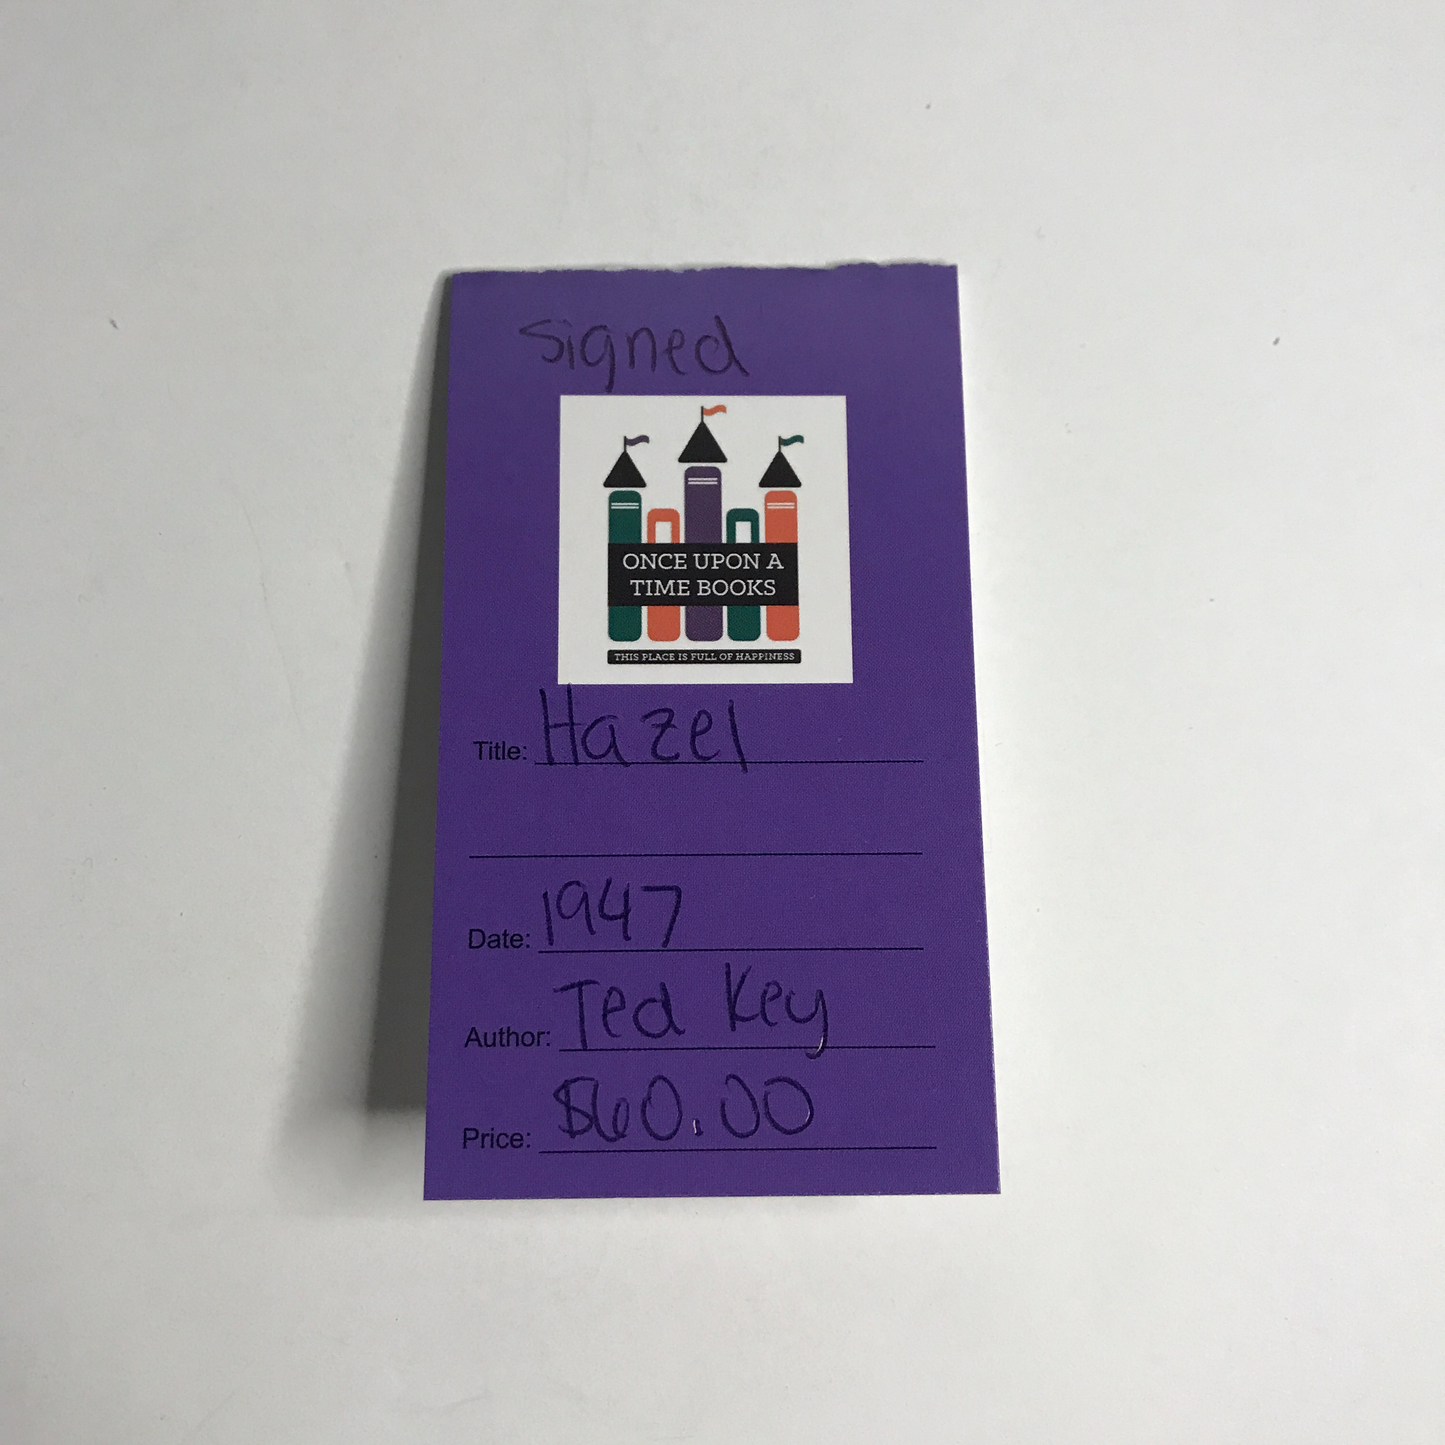 Signed
ONCE UPON A
TIME BOOKS
THIS PLACE IS FULL OF HAPPINESS
Title: Hazel
Date: 1947
Author: Ted Key
Price: $60.00